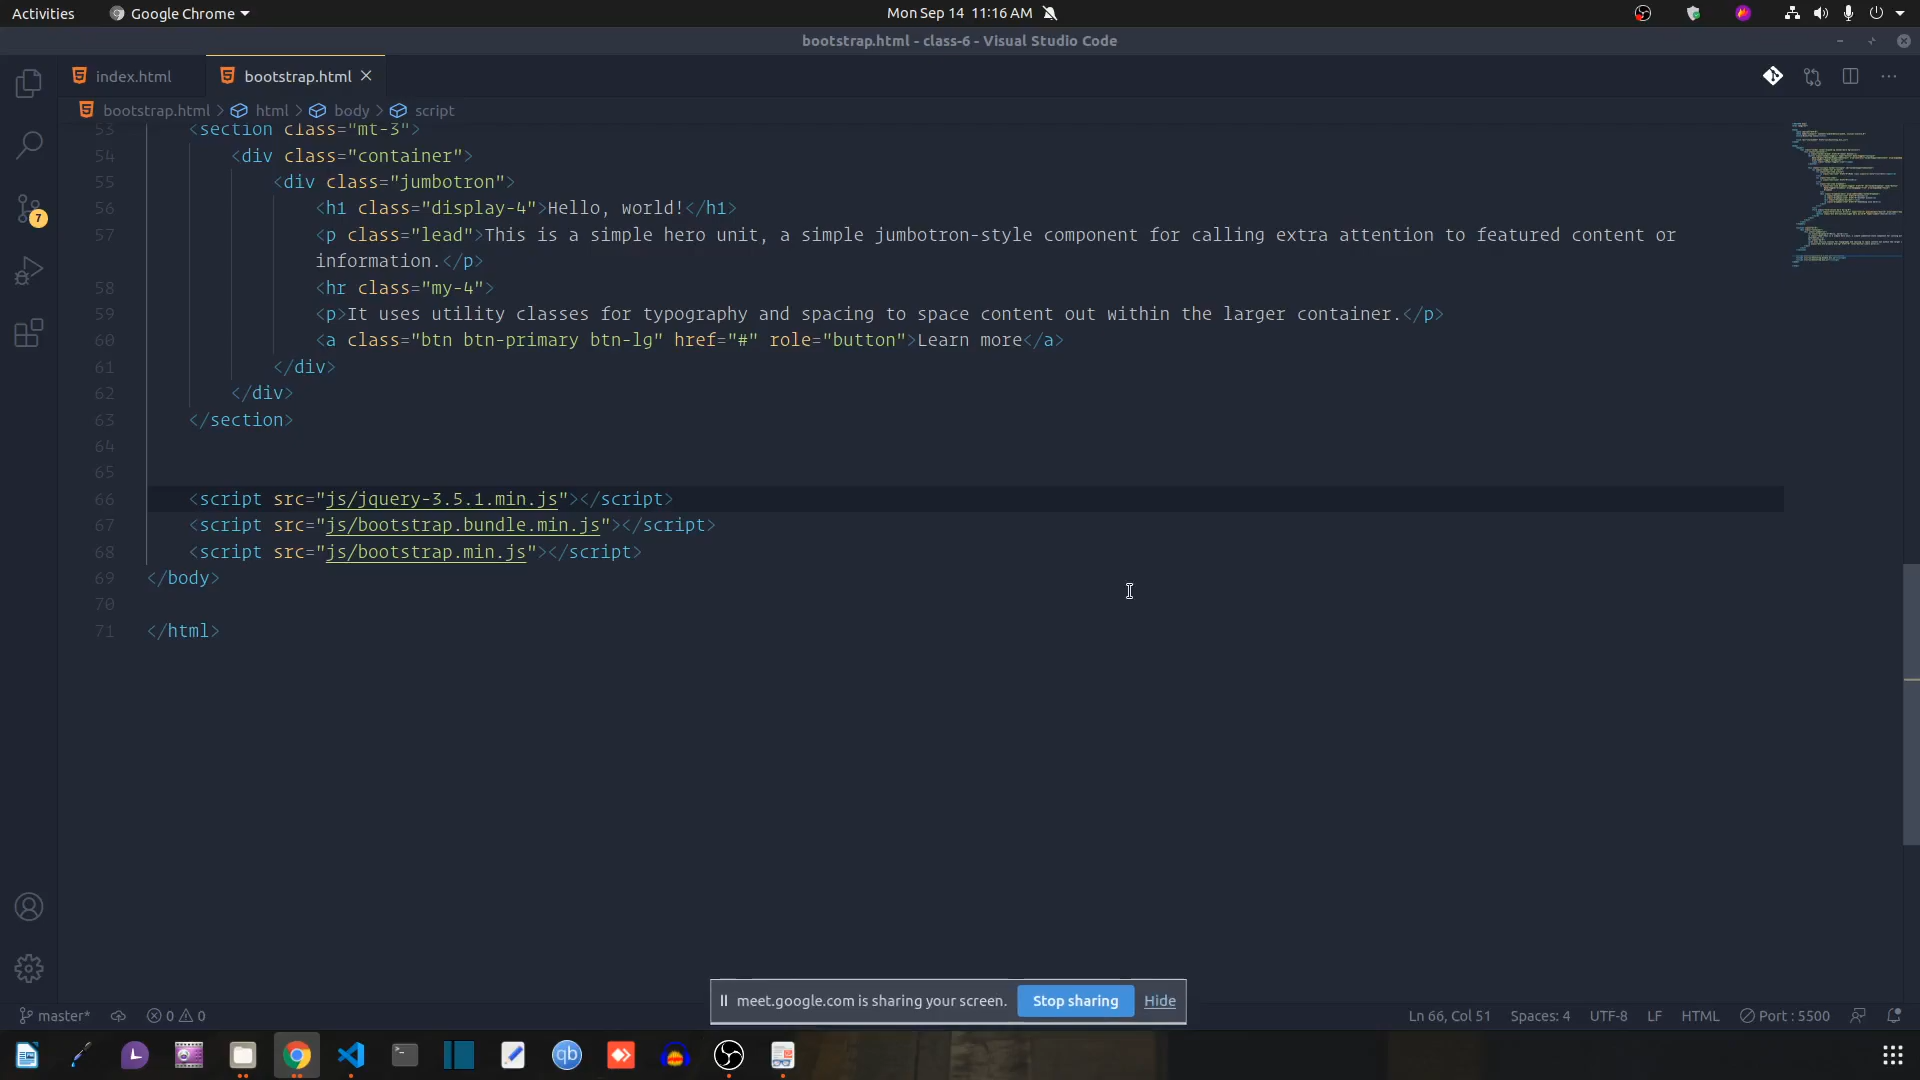 Activities Google Chrome Mon Sep 14 11:16 AM
bootstrap.html - class-6 - Visual Studio Code
index.html bootstrap.html
bootstrap.html > html > body > script
53 <section class="mt-3">
54 <div class="container">
55 <div class="jumbotron">
56 <h1 class="display-4">Hello, world!</h1>
57 <p class="lead">This is a simple hero unit, a simple jumbotron-style component for calling extra attention to featured content or
information.</p>
58 <hr class="my-4">
59 <p>It uses utility classes for typography and spacing to space content out within the larger container.</p>
60 <a class="btn btn-primary btn-lg" href="#" role="button">Learn more</a>
61 </div>
62 </div>
63 </section>
64
65
66 <script src="js/jquery-3.5.1.min.js"></script>
67 <script src="js/bootstrap.bundle.min.js"></script>
68 <script src="js/bootstrap.min.js"></script>
69 </body>
70
71 </html>
7
meet.google.com is sharing your screen. Stop sharing Hide
master* 0 0 Ln 66, Col 51 Spaces: 4 UTF-8 LF HTML Port : 5500
qb